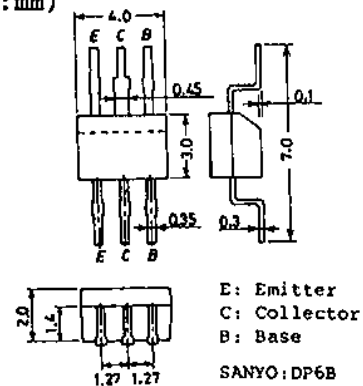 :mm)
4.0
E C B
0.45
0.1
3.0
7.0
0.35
0.3
E C B
2.0
1.4
1.27 1.27
E: Emitter
C: Collector
B: Base
SANYO:DP6B